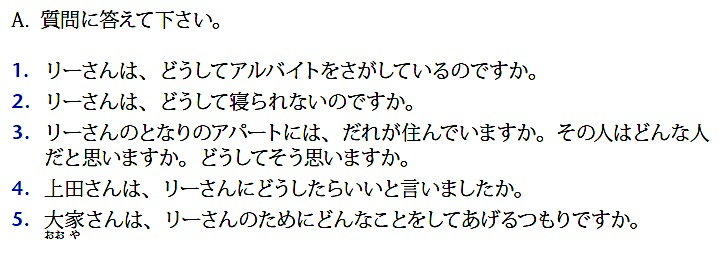 A. 質問に答えて下さい。
1. リーさんは、どうしてアルバイトをさがしているのですか。
2. リーさんは、どうして寝られないのですか。
3. リーさんのとなりのアパートには、だれが住んでいますか。その人はどんな人
だと思いますか。どうしてそう思いますか。
4. 上田さんは、リーさんにどうしたらいいと言いましたか。
5. 大家さんは、リーさんのためにどんなことをしてあげるつもりですか。
おお や